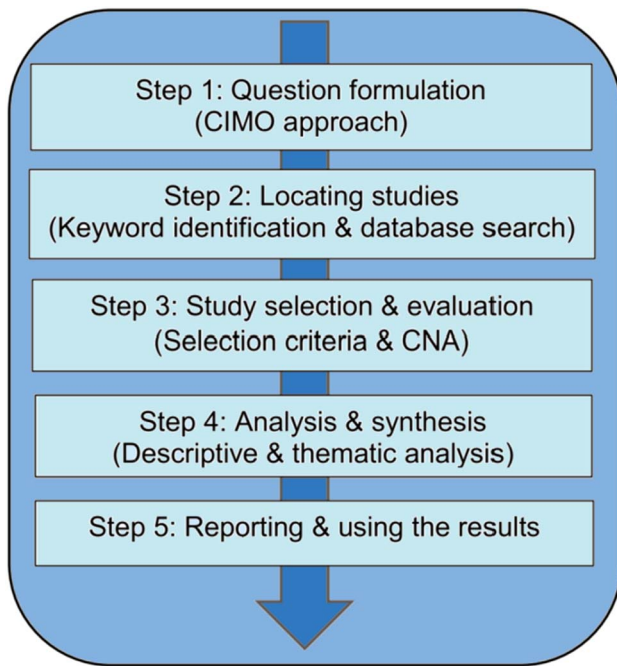 Step 1: Question formulation
(CIMO approach)
Step 2: Locating studies
(Keyword identification & database search)
Step 3: Study selection & evaluation
(Selection criteria & CNA)
Step 4: Analysis & synthesis
(Descriptive & thematic analysis)
Step 5: Reporting & using the results